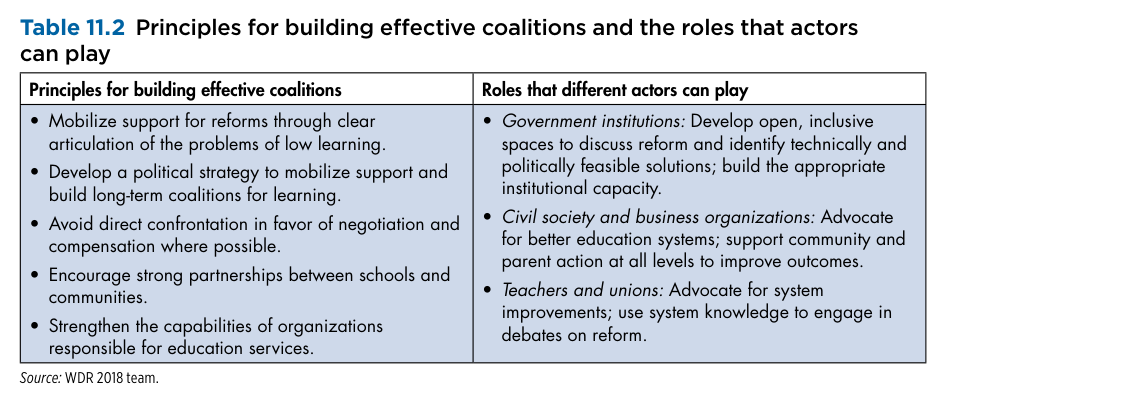 Table 11.2 Principles for building effective coalitions and the roles that actors
can play
Principles for building effective coalitions
• Mobilize support for reforms through clear
articulation of the problems of low learning.
• Develop a political strategy to mobilize support and
build long-term coalitions for learning.
• Avoid direct confrontation in favor of negotiation and
compensation where possible.
• Encourage strong partnerships between schools and
communities.
• Strengthen the capabilities of organizations
responsible for education services.
Roles that different actors can play
• Government institutions: Develop open, inclusive
spaces to discuss reform and identify technically and
politically feasible solutions; build the appropriate
institutional capacity.
• Civil society and business organizations: Advocate
for better education systems; support community and
parent action at all levels to improve outcomes.
• Teachers and unions: Advocate for system
improvements; use system knowledge to engage in
debates on reform.
Source: WDR 2018 team.